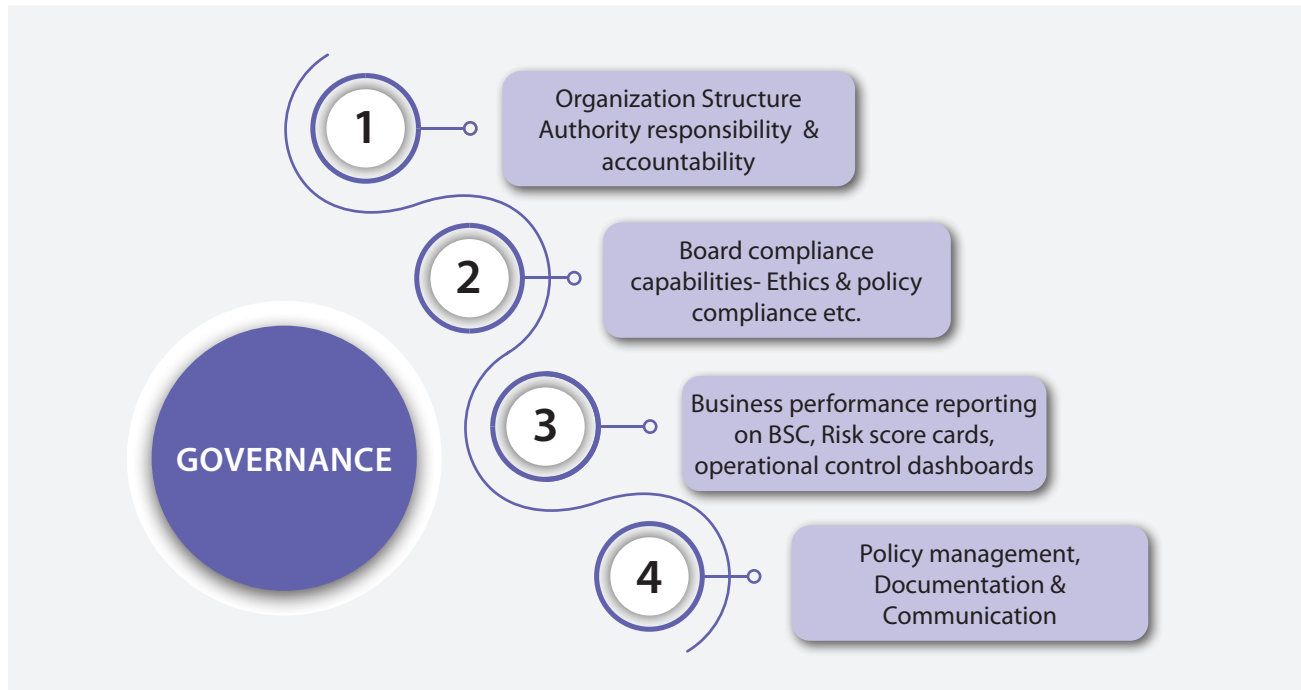 1
Organization Structure
Authority responsibility &
accountability
2
Board compliance
capabilities- Ethics & policy
compliance etc.
GOVERNANCE
3
Business performance reporting
on BSC, Risk score cards,
operational control dashboards
4
Policy management,
Documentation &
Communication